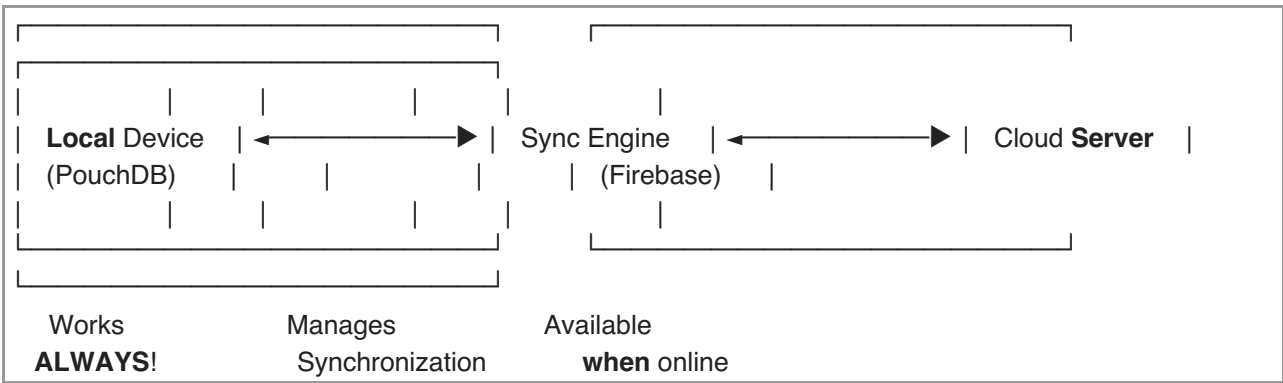 Local Device Sync Engine Cloud Server
(PouchDB) (Firebase)
Works Manages Available
ALWAYS! Synchronization when online